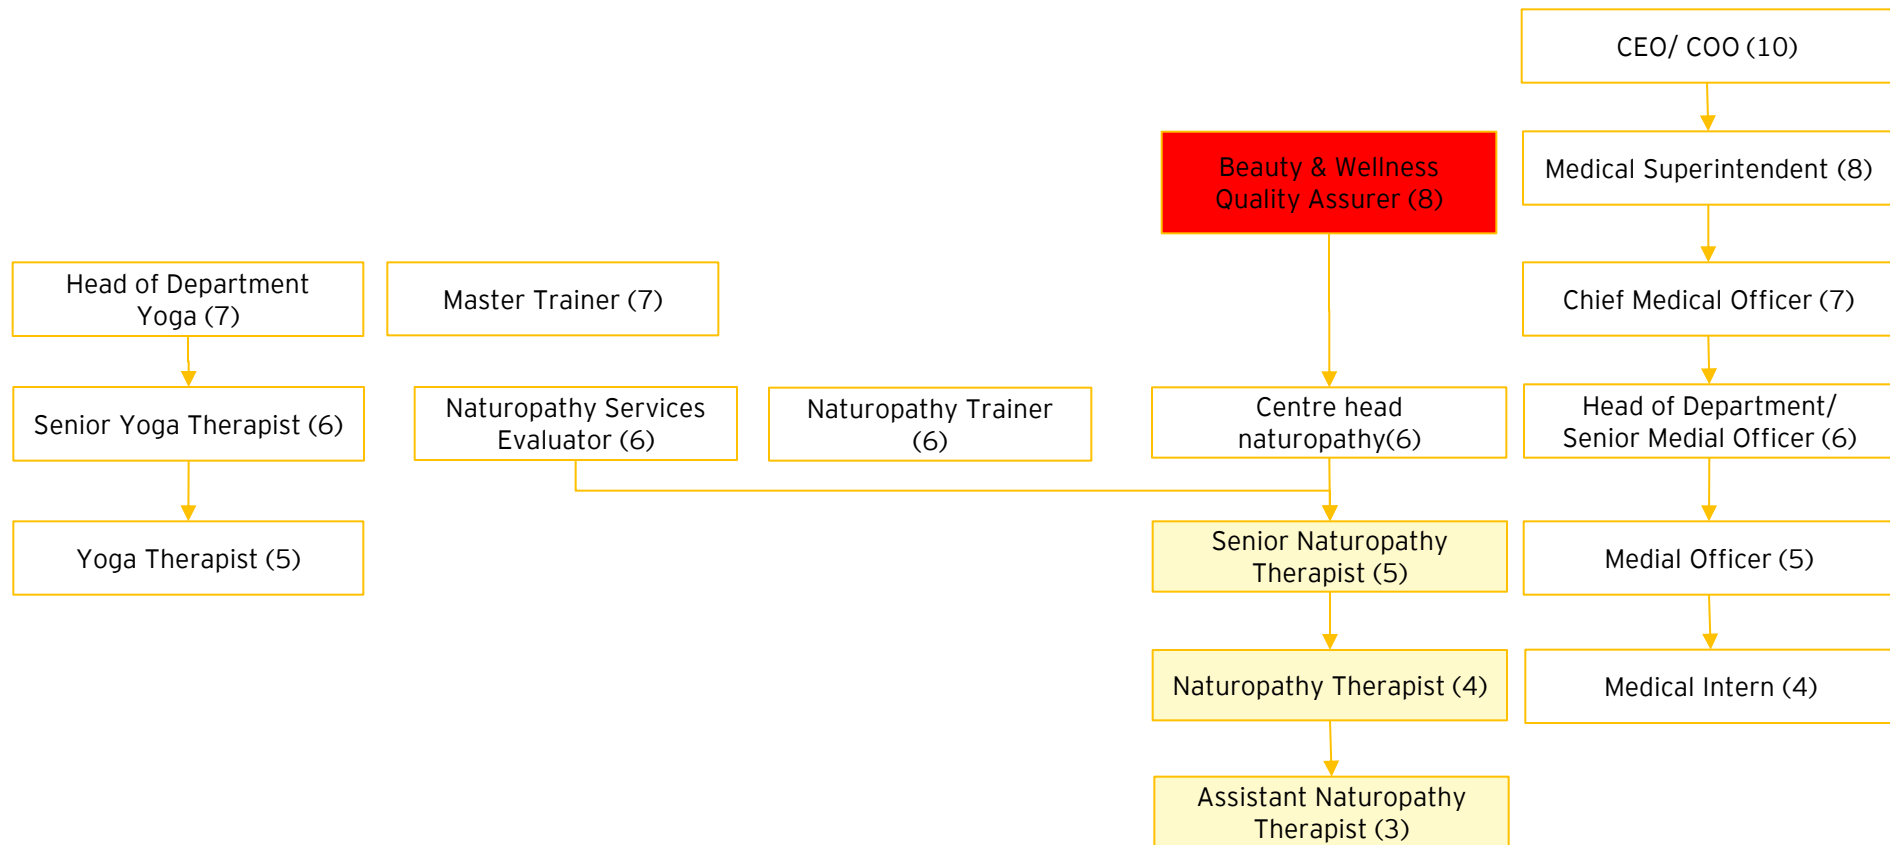 CEO/ COO (10)
Beauty & Wellness
Quality Assurer (8)
Medical Superintendent (8)
Head of Department
Yoga (7)
Master Trainer (7)
Chief Medical Officer (7)
Senior Yoga Therapist (6)
Naturopathy Services
Evaluator (6)
Naturopathy Trainer
(6)
Centre head
naturopathy(6)
Head of Department/
Senior Medial Officer (6)
Yoga Therapist (5)
Senior Naturopathy
Therapist (5)
Medial Officer (5)
Naturopathy Therapist (4)
Medical Intern (4)
Assistant Naturopathy
Therapist (3)